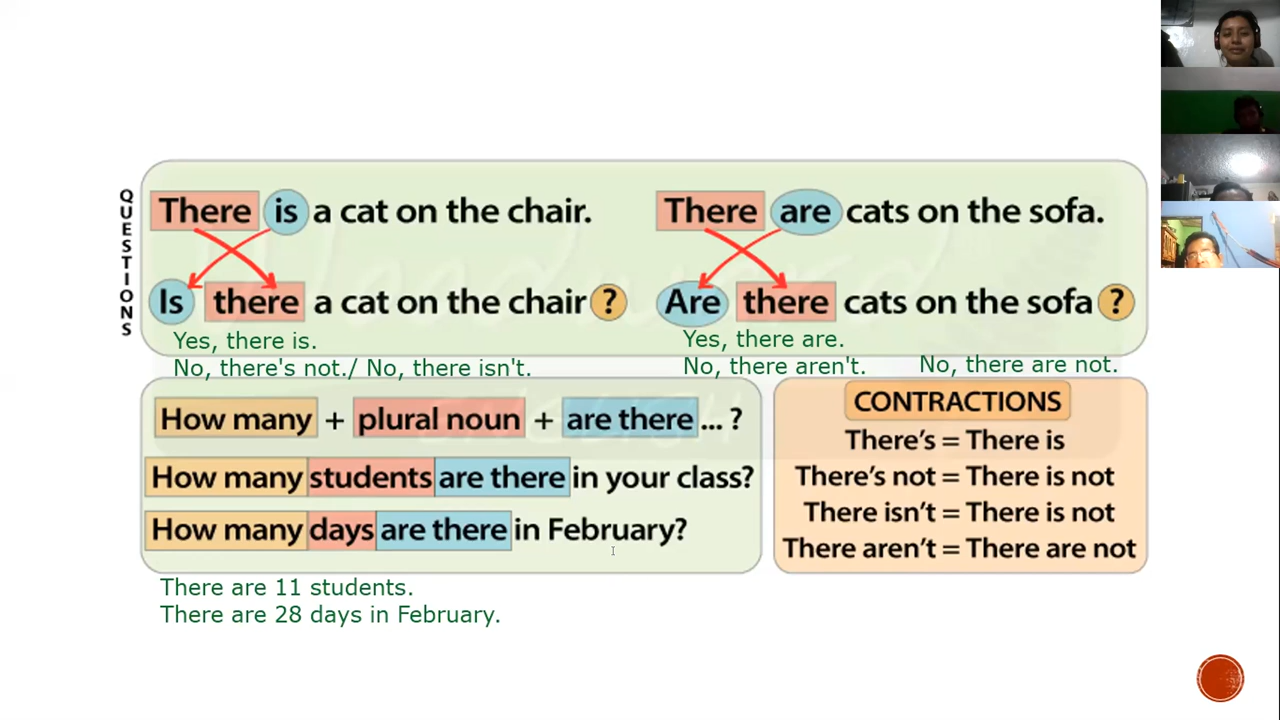 QUESTIONS
There is a cat on the chair.
Is there a cat on the chair ?
Yes, there is.
No, there's not./ No, there isn't.
There are cats on the sofa.
Are there cats on the sofa ?
Yes, there are.
No, there aren't. No, there are not.
How many + plural noun + are there ... ?
How many students are there in your class?
How many days are there in February?
There are 11 students.
There are 28 days in February.
CONTRACTIONS
There's = There is
There's not = There is not
There isn't = There is not
There aren't = There are not